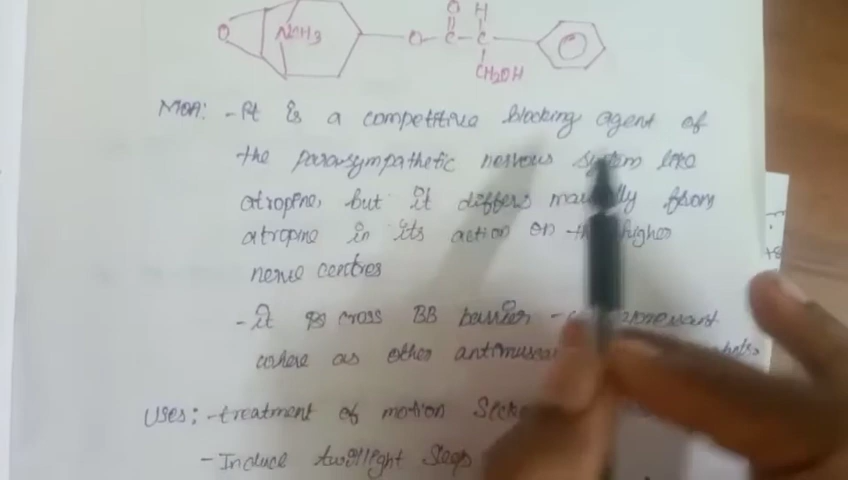 O NCH3 O - C - C
O H
CH2OH
MOA: - It is a competitive blocking agent of
the parasympathetic nervous system like
atropine, but it differs from
atropine in its action on higher
nerve centres
- it cross BB barrier -
where as other
Uses: - treatment of motion
- Induce twilight sleep